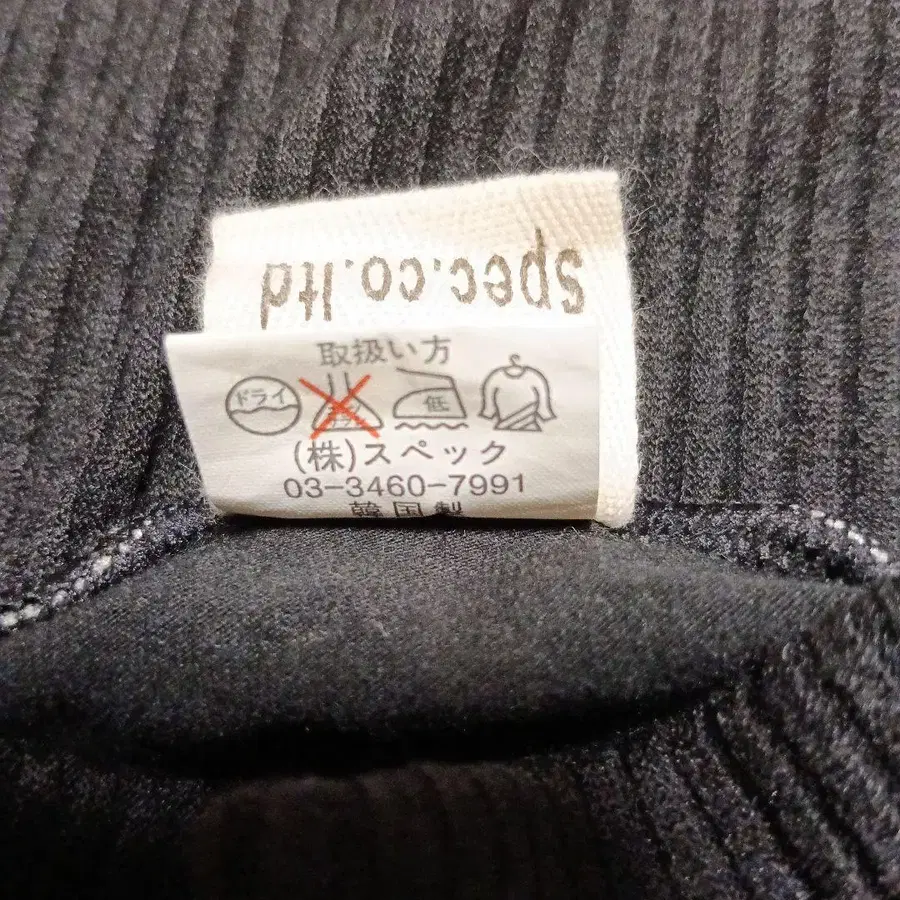 spec.co.ltd
取扱い方
ドライ 低
(株)スペック
03-3460-7991
韓国製